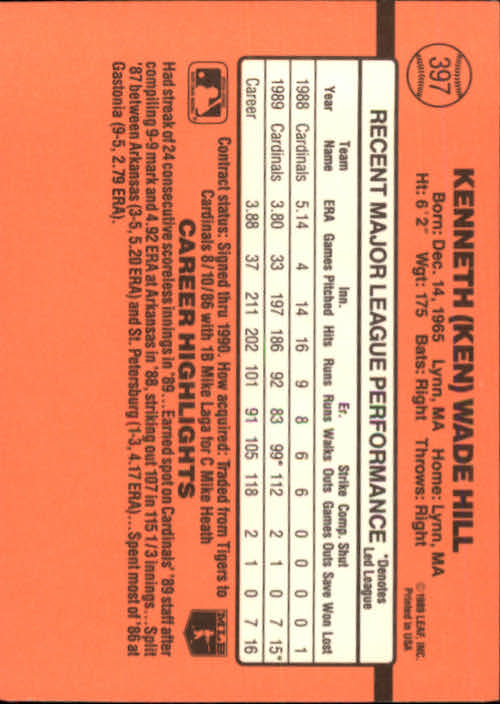 397
KENNETH (KEN) WADE HILL
Born: Dec. 14, 1965 Lynn, MA Home: Lynn, MA
Ht: 6'2" Wgt: 175 Bats: Right Throws: Right
© 1989 LEAF, INC.
Printed in USA
RECENT MAJOR LEAGUE PERFORMANCE *Denotes Led League
Team Inn. Er. Strike Comp. Shut
Year Name ERA Games Pitched Hits Runs Runs Walks Outs Games Outs Save Won Lost
1988 Cardinals 5.14 4 14 16 9 8 6 6 0 0 0 0 1
1989 Cardinals 3.80 33 197 186 92 83 99* 112 2 1 0 7 15*
Career 3.88 37 211 202 101 91 105 118 2 1 0 7 16
Contract status: Signed thru 1990. How acquired: Traded from Tigers to
Cardinals 8/10/86 with 1B Mike Laga for C Mike Heath
MLB
CAREER HIGHLIGHTS
Had streak of 24 consecutive scoreless innings in '89...Earned spot on Cardinals' '89 staff after
compiling 9-9 mark and 4.92 ERA at Arkansas in '88, striking out 107 in 115 1/3 innings...Split
'87 between Arkansas (3-5, 5.20 ERA) and St. Petersburg (1-3, 4.17 ERA)...Spent most of '86 at
Gastonia (9-5, 2.79 ERA).